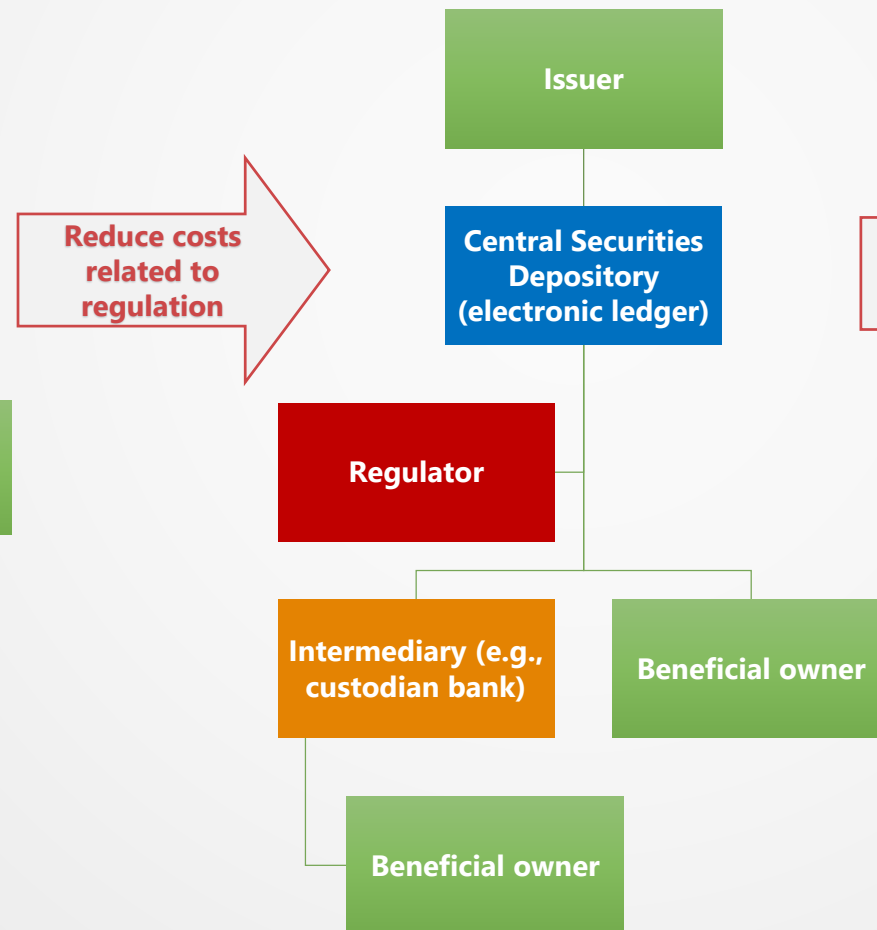 Issuer
Reduce costs
related to
regulation
Central Securities
Depository
(electronic ledger)
Regulator
Intermediary (e.g.,
custodian bank)
Beneficial owner
Beneficial owner